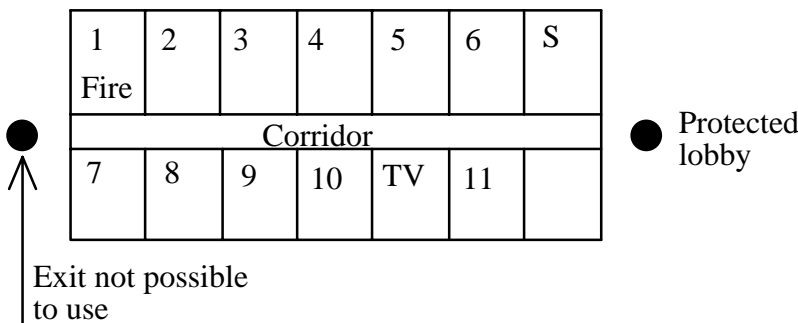 1 2 3 4 5 6 S
Fire
Corridor
Protected
lobby
7 8 9 10 TV 11
Exit not possible
to use